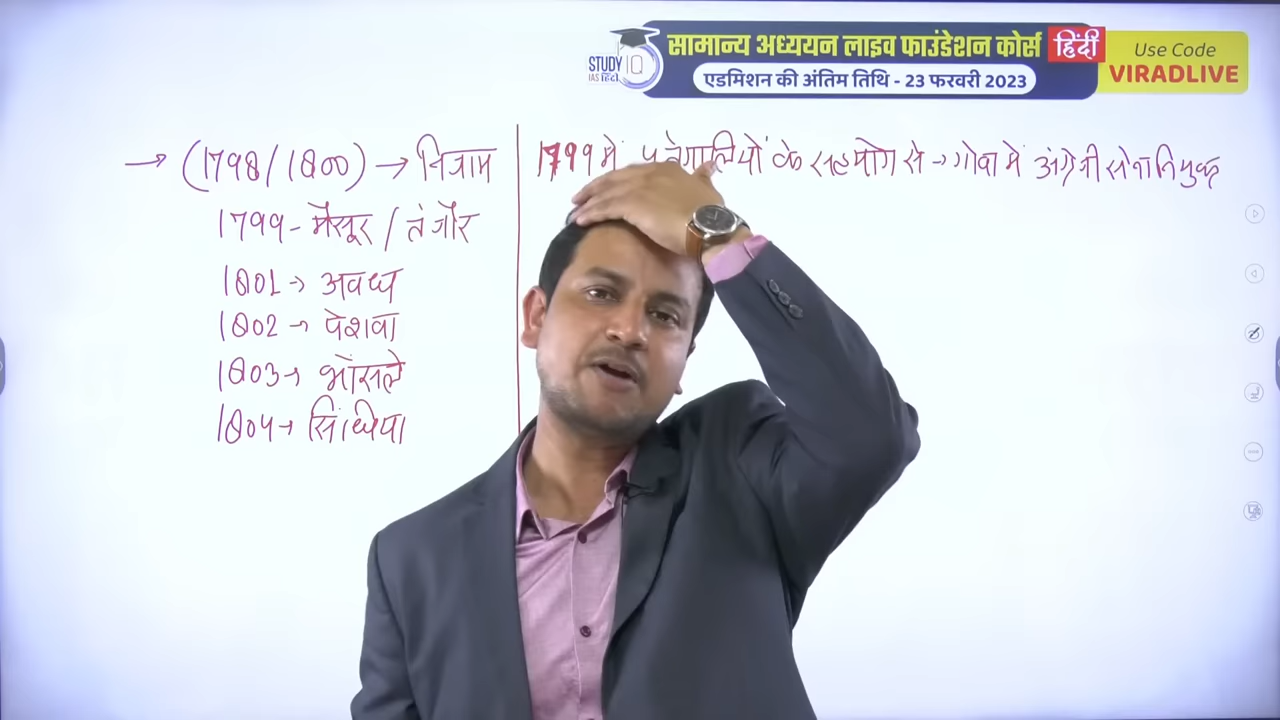 STUDY IQ
IAS हिंदी
सामान्य अध्ययन लाइव फाउंडेशन कोर्स हिंदी
एडमिशन की अंतिम तिथि - 23 फरवरी 2023
Use Code
VIRADLIVE
→ (1798/1800) → निजाम
1799 - मैसूर / तंजौर
1801 → अवध
1802 → पेशवा
1803 → भोंसले
1804 → सिंधिया
1799 में के सहयोग से → गोवा में अंग्रेजी सेना नियुक्त